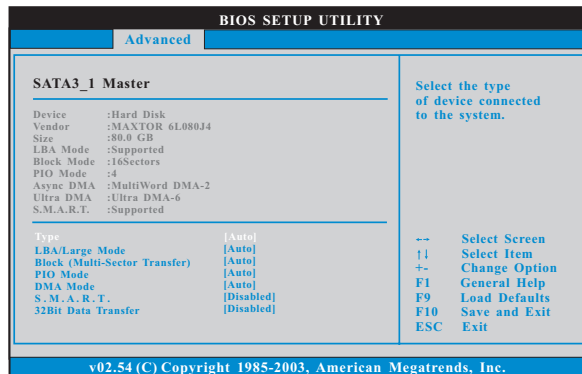 BIOS SETUP UTILITY
Advanced
SATA3_1 Master
Device :Hard Disk
Vendor :MAXTOR 6L080J4
Size :80.0 GB
LBA Mode :Supported
Block Mode :16Sectors
PIO Mode :4
Async DMA :MultiWord DMA-2
Ultra DMA :Ultra DMA-6
S.M.A.R.T. :Supported
Type [Auto]
LBA/Large Mode [Auto]
Block (Multi-Sector Transfer) [Auto]
PIO Mode [Auto]
DMA Mode [Auto]
S.M.A.R.T. [Disabled]
32Bit Data Transfer [Disabled]
Select the type
of device connected
to the system.
←→ Select Screen
↑↓ Select Item
+- Change Option
F1 General Help
F9 Load Defaults
F10 Save and Exit
ESC Exit
v02.54 (C) Copyright 1985-2003, American Megatrends, Inc.